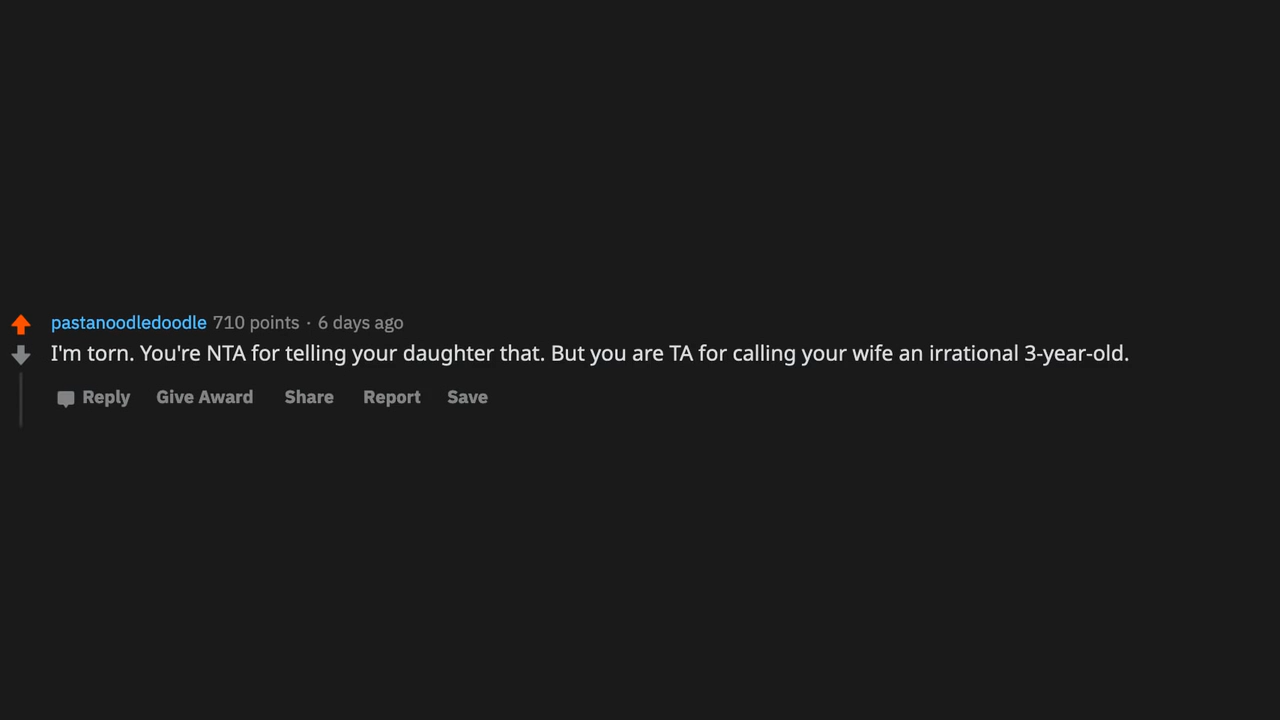 pastanoodledoodle 710 points · 6 days ago
I'm torn. You're NTA for telling your daughter that. But you are TA for calling your wife an irrational 3-year-old.
Reply Give Award Share Report Save